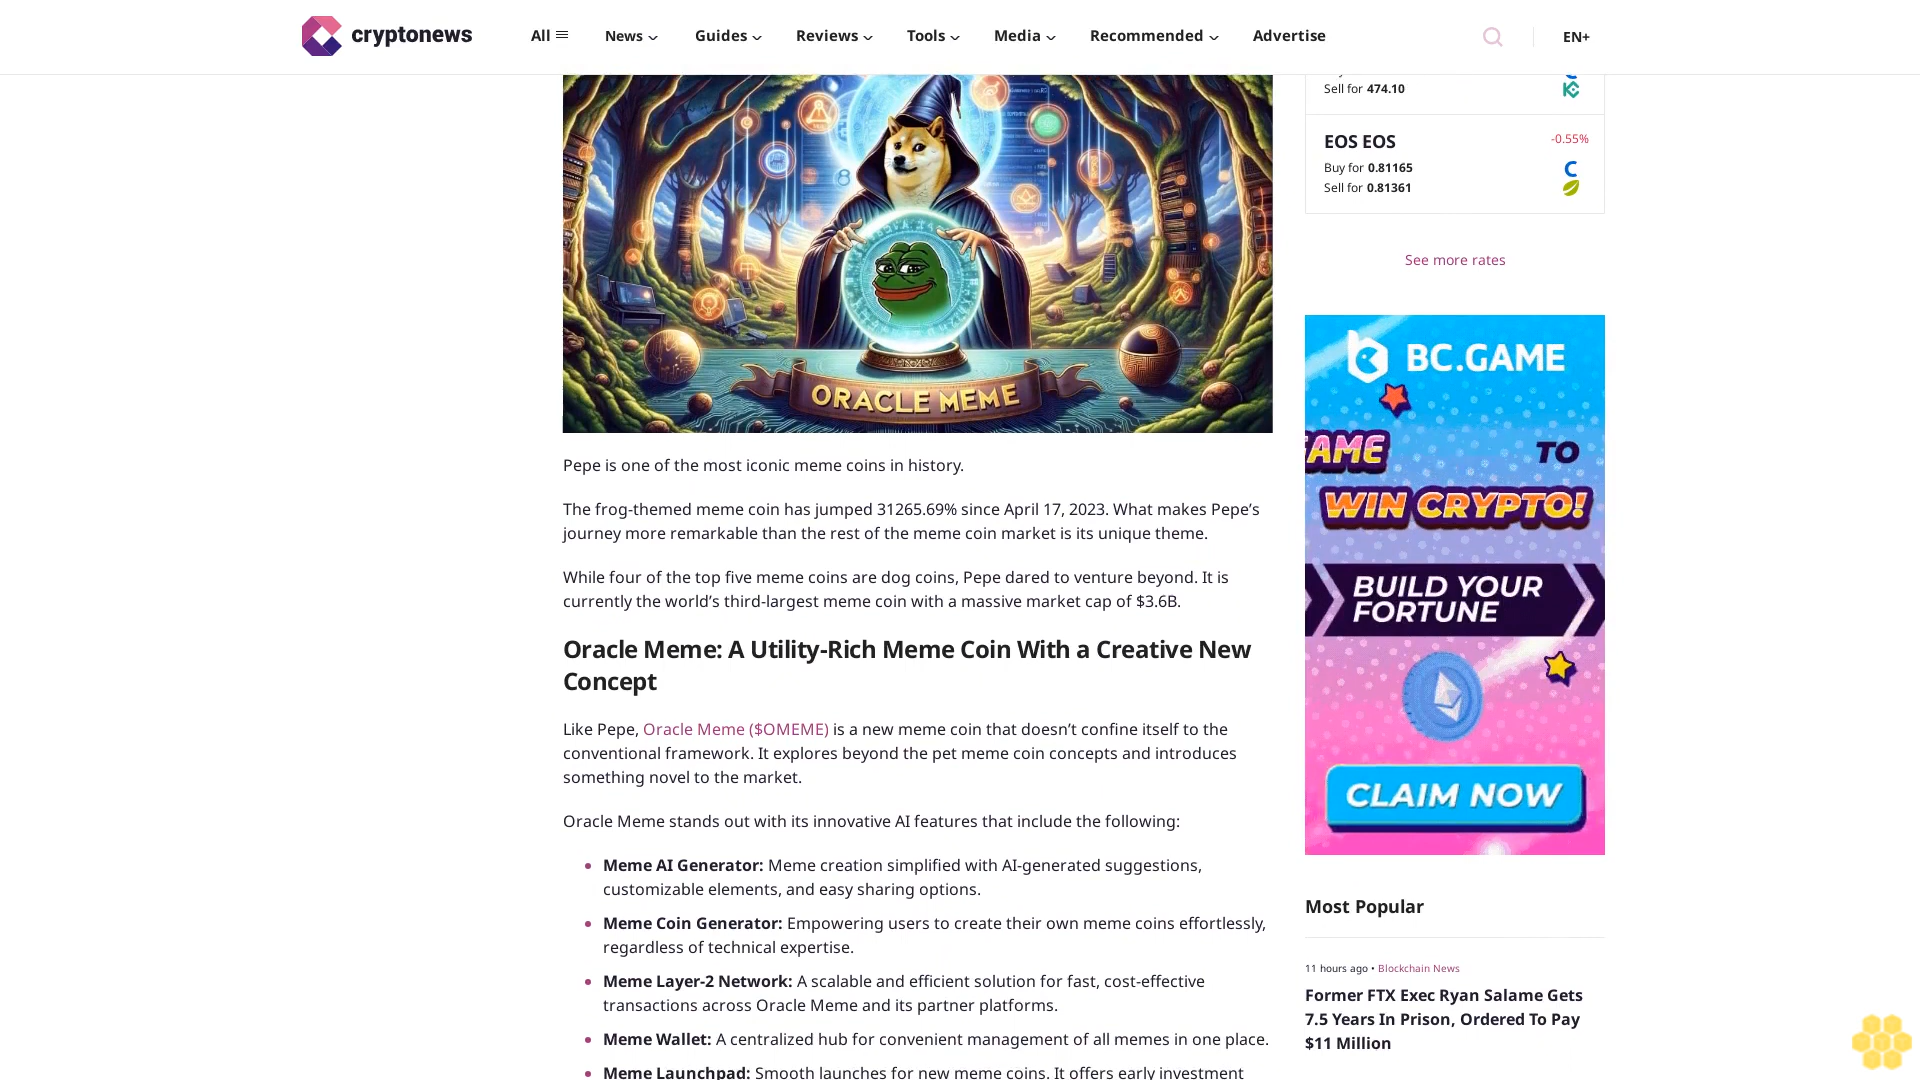 cryptonews
All
News
Guides
Reviews
Tools
Media
Recommended
Advertise
EN+
ORACLE MEME
Pepe is one of the most iconic meme coins in history.
The frog-themed meme coin has jumped 31265.69% since April 17, 2023. What makes Pepe’s
journey more remarkable than the rest of the meme coin market is its unique theme.
While four of the top five meme coins are dog coins, Pepe dared to venture beyond. It is
currently the world’s third-largest meme coin with a massive market cap of $3.6B.
Oracle Meme: A Utility-Rich Meme Coin With a Creative New
Concept
Like Pepe, Oracle Meme ($OMEME) is a new meme coin that doesn’t confine itself to the
conventional framework. It explores beyond the pet meme coin concepts and introduces
something novel to the market.
Oracle Meme stands out with its innovative AI features that include the following:
Meme AI Generator: Meme creation simplified with AI-generated suggestions,
customizable elements, and easy sharing options.
Meme Coin Generator: Empowering users to create their own meme coins effortlessly,
regardless of technical expertise.
Meme Layer-2 Network: A scalable and efficient solution for fast, cost-effective
transactions across Oracle Meme and its partner platforms.
Meme Wallet: A centralized hub for convenient management of all memes in one place.
Meme Launchpad: Smooth launches for new meme coins. It offers early investment
Sell for 474.10
EOS EOS
-0.55%
Buy for 0.81165
Sell for 0.81361
See more rates
BC.GAME
TO
WIN CRYPTO!
BUILD YOUR
FORTUNE
CLAIM NOW
Most Popular
11 hours ago • Blockchain News
Former FTX Exec Ryan Salame Gets
7.5 Years In Prison, Ordered To Pay
$11 Million